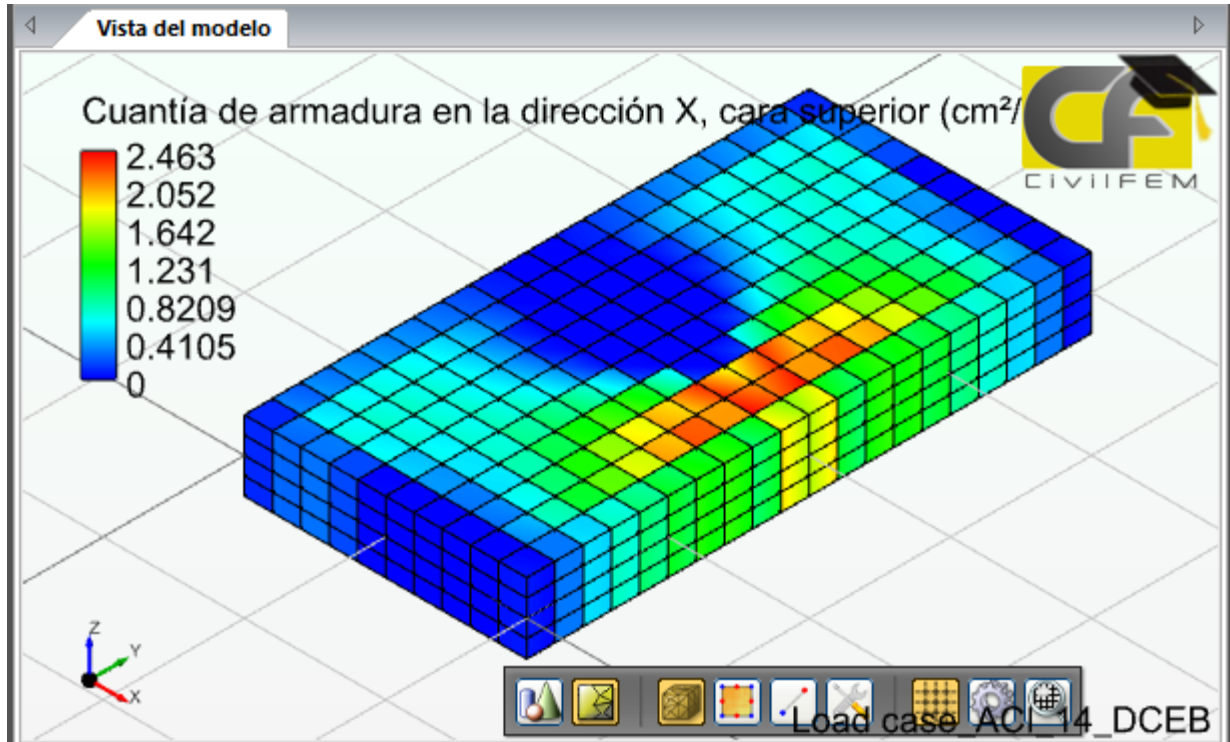 Vista del modelo
Cuantía de armadura en la dirección X, cara superior (cm²/
CIVILFEM
2.463
2.052
1.642
1.231
0.8209
0.4105
0
Z
Y
X
Load case_ACI_14_DCEB